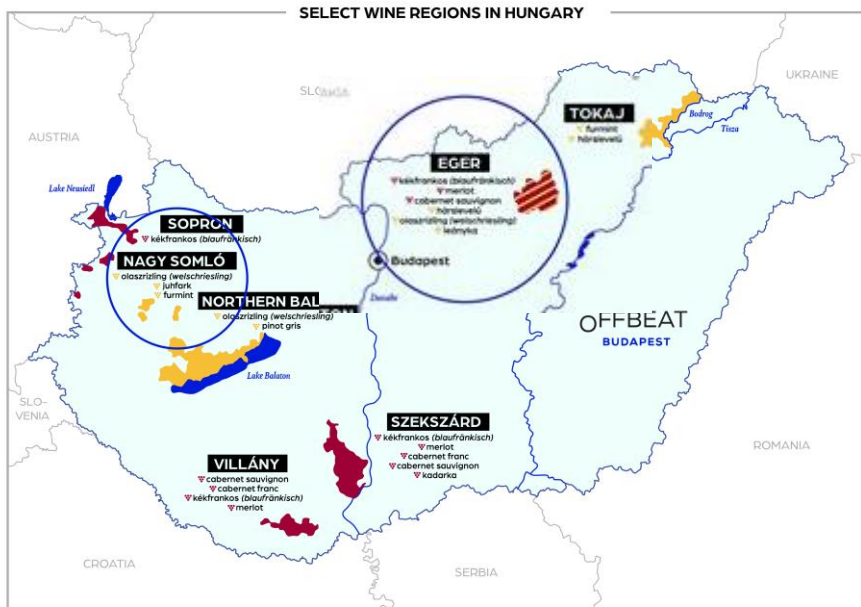 SELECT WINE REGIONS IN HUNGARY
UKRAINE
AUSTRIA
TOKAJ
furmint
hárslevelű
Bodrog
Tisza
EGER
kékfrankos (blaufränkisch)
merlot
cabernet sauvignon
hárslevelű
olaszrizling (welschriesling)
leányka
Lake Neusiedl
SOPRON
kékfrankos (blaufränkisch)
NAGY SOMLÓ
olaszrizling (welschriesling)
juhfark
furmint
Budapest
Danube
NORTHERN BAL
olaszrizling (welschriesling)
pinot gris
OFFBEAT
BUDAPEST
Lake Balaton
SLO-
VENIA
SZEKSZÁRD
kékfrankos (blaufränkisch)
merlot
cabernet franc
cabernet sauvignon
kadarka
ROMANIA
VILLÁNY
cabernet sauvignon
cabernet franc
kékfrankos (blaufränkisch)
merlot
CROATIA
SERBIA